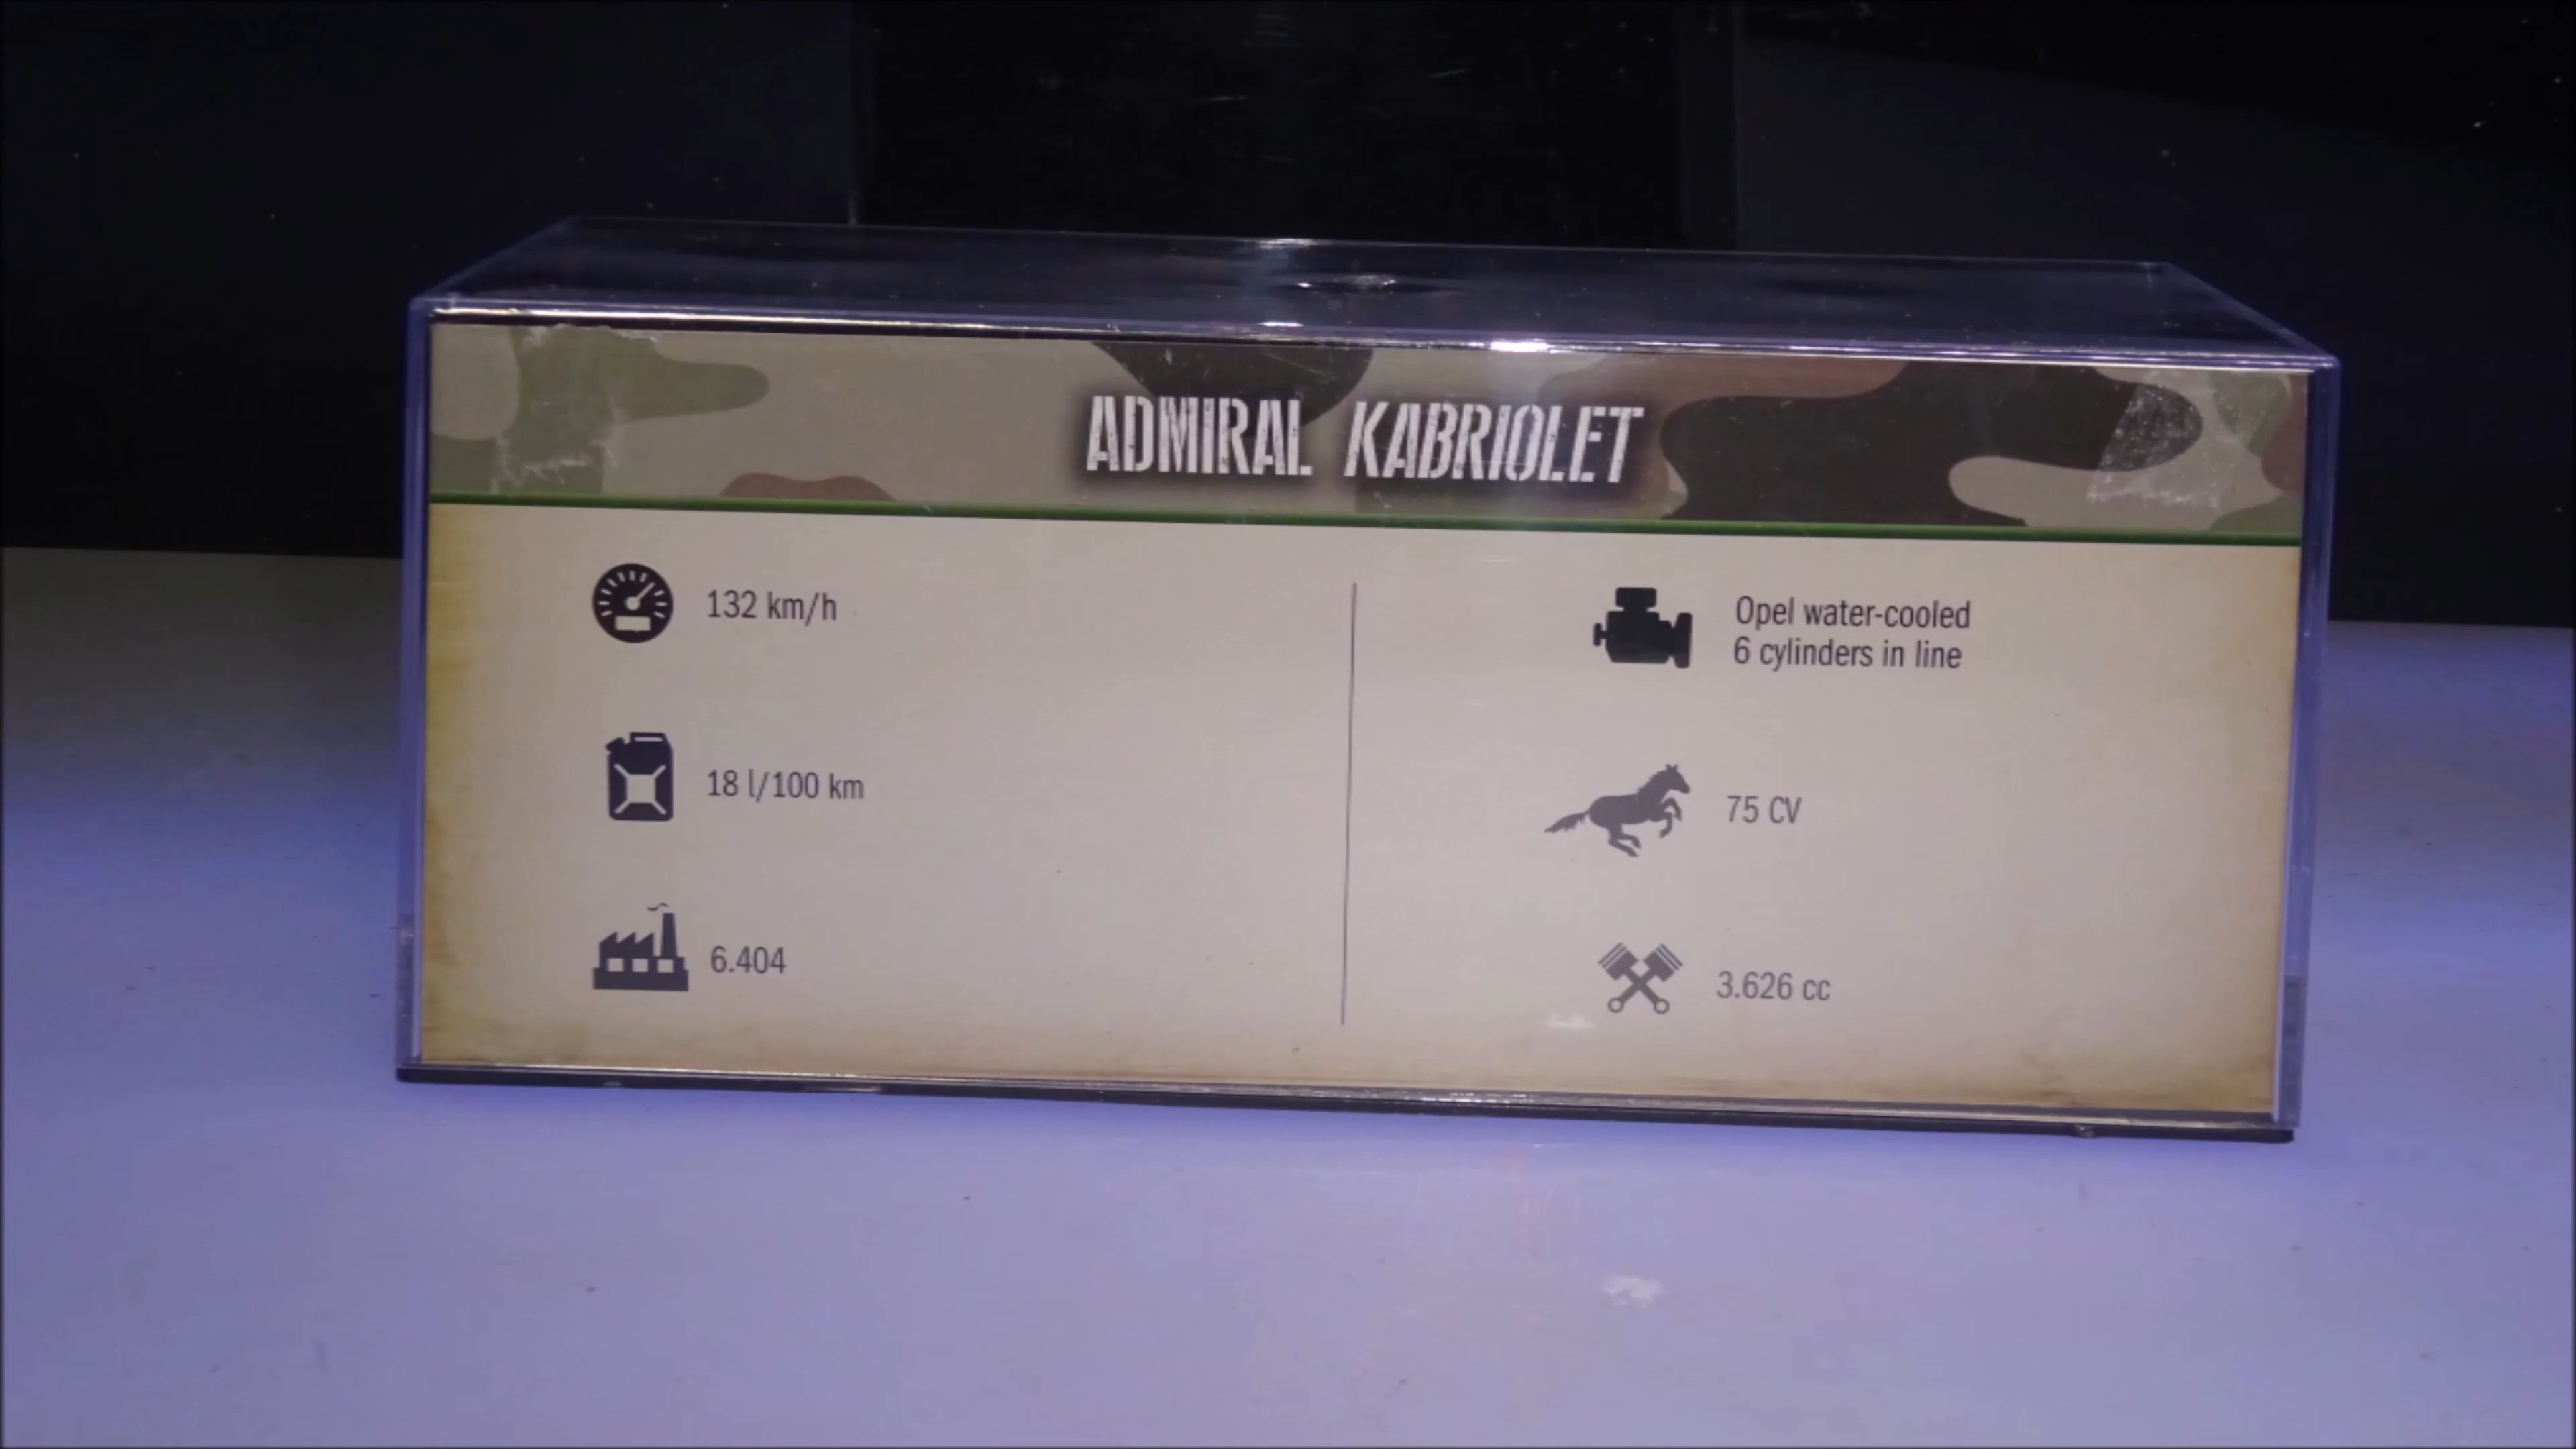 ADMIRAL KABRIOLET
132 km/h
18 l/100 km
6.404
Opel water-cooled
6 cylinders in line
75 CV
3.626 cc